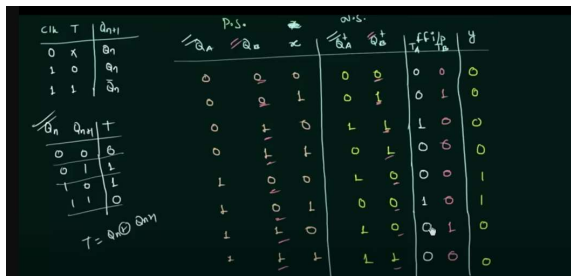 Clk T Qn+1
0 x Qn
1 0 Qn
1 1 Q̄n
Qn Qn+1 T
0 0 0
0 1 1
1 0 1
1 1 0
T = Qn ⊕ Qn+1
P.S. N.S.
ff i/p
QA QB x QA+ QB+ TA TB y
0 0 0 0 0 0 0 0
0 0 1 0 1 0 1 0
0 1 0 1 1 1 0 0
0 1 1 0 1 0 0 0
1 0 0 1 0 0 0 1
1 0 1 0 0 1 0 1
1 1 0 1 0 0 1 0
1 1 1 1 1 0 0 0